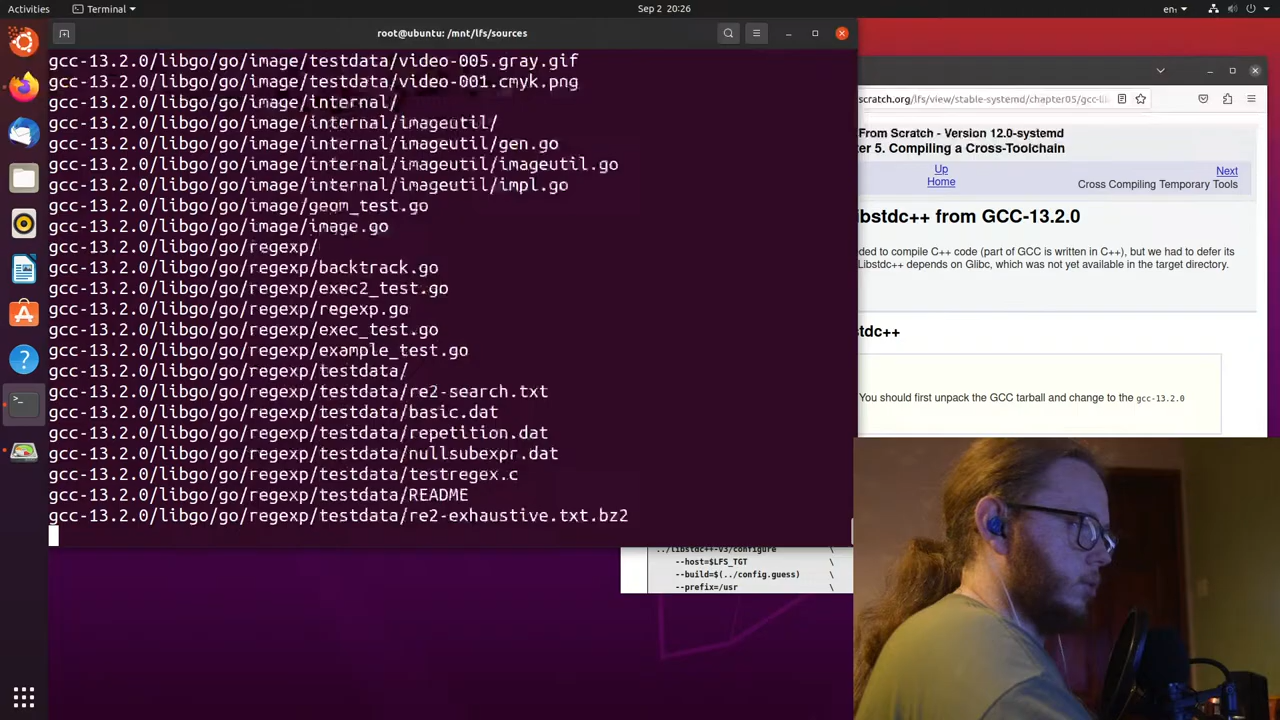 Activities
Terminal
Sep 2 20:26
en
root@ubuntu: /mnt/lfs/sources
gcc-13.2.0/libgo/go/image/testdata/video-005.gray.gif
gcc-13.2.0/libgo/go/image/testdata/video-001.cmyk.png
gcc-13.2.0/libgo/go/image/internal/
gcc-13.2.0/libgo/go/image/internal/imageutil/
gcc-13.2.0/libgo/go/image/internal/imageutil/gen.go
gcc-13.2.0/libgo/go/image/internal/imageutil/imageutil.go
gcc-13.2.0/libgo/go/image/internal/imageutil/impl.go
gcc-13.2.0/libgo/go/image/geom_test.go
gcc-13.2.0/libgo/go/image/image.go
gcc-13.2.0/libgo/go/regexp/
gcc-13.2.0/libgo/go/regexp/backtrack.go
gcc-13.2.0/libgo/go/regexp/exec2_test.go
gcc-13.2.0/libgo/go/regexp/regexp.go
gcc-13.2.0/libgo/go/regexp/exec_test.go
gcc-13.2.0/libgo/go/regexp/example_test.go
gcc-13.2.0/libgo/go/regexp/testdata/
gcc-13.2.0/libgo/go/regexp/testdata/re2-search.txt
gcc-13.2.0/libgo/go/regexp/testdata/basic.dat
gcc-13.2.0/libgo/go/regexp/testdata/repetition.dat
gcc-13.2.0/libgo/go/regexp/testdata/nullsubexpr.dat
gcc-13.2.0/libgo/go/regexp/testdata/testregex.c
gcc-13.2.0/libgo/go/regexp/testdata/README
gcc-13.2.0/libgo/go/regexp/testdata/re2-exhaustive.txt.bz2
scratch.org/lfs/view/stable-systemd/chapter05/gcc-li
From Scratch - Version 12.0-systemd
er 5. Compiling a Cross-Toolchain
Up
Home
Next
Cross Compiling Temporary Tools
ibstdc++ from GCC-13.2.0
ded to compile C++ code (part of GCC is written in C++), but we had to defer its
Libstdc++ depends on Glibc, which was not yet available in the target directory.
stdc++
You should first unpack the GCC tarball and change to the gcc-13.2.0
../libstdc++-v3/configure \
--host=$LFS_TGT \
--build=$(../config.guess) \
--prefix=/usr \